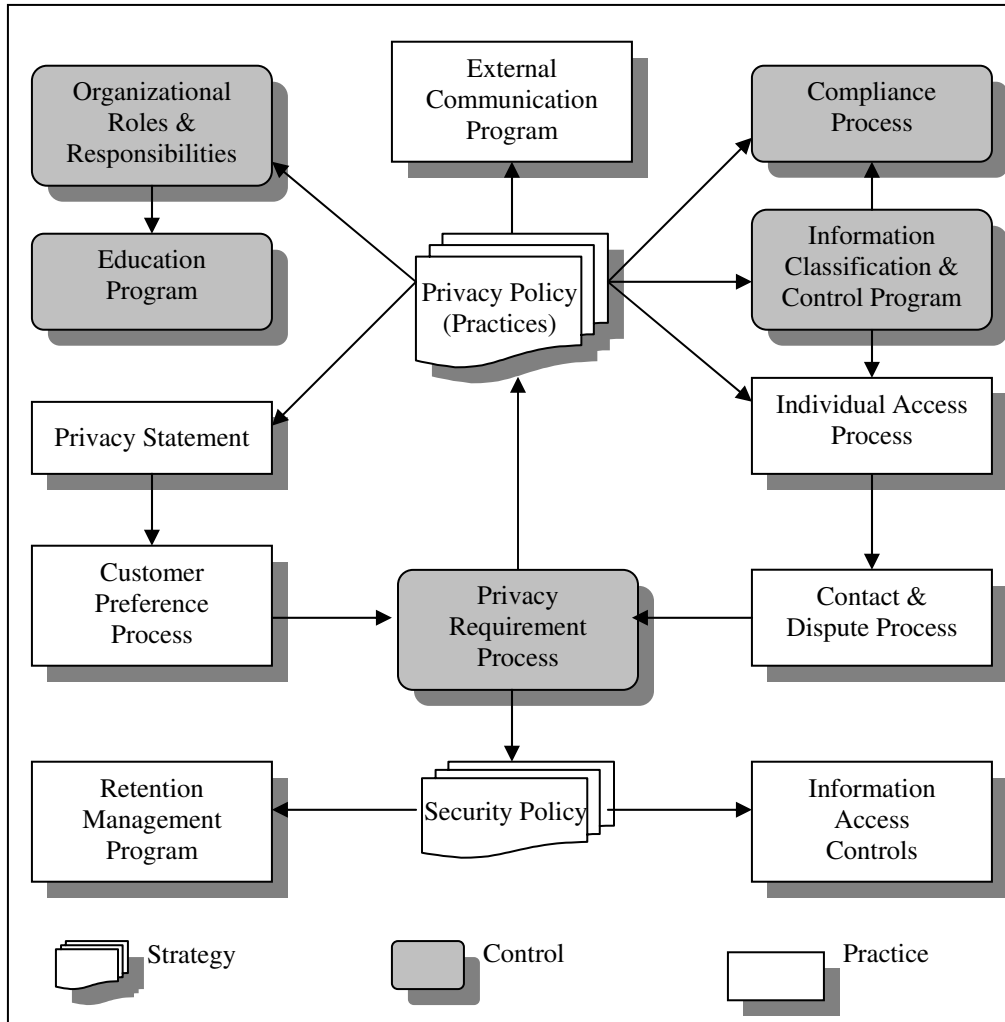 Organizational
Roles &
Responsibilities
External
Communication
Program
Compliance
Process
Education
Program
Privacy Policy
(Practices)
Information
Classification &
Control Program
Privacy Statement
Individual Access
Process
Customer
Preference
Process
Privacy
Requirement
Process
Contact &
Dispute Process
Retention
Management
Program
Security Policy
Information
Access
Controls
Strategy
Control
Practice